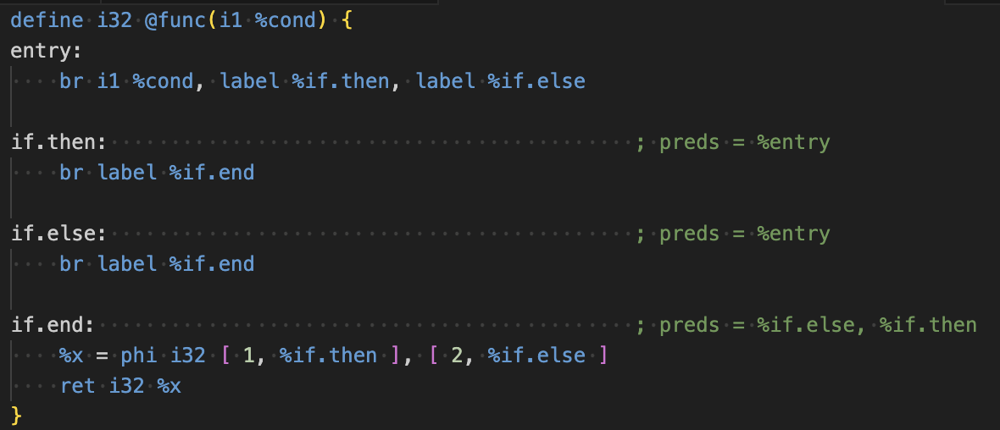 define i32 @func(i1 %cond) {
entry:
    br i1 %cond, label %if.then, label %if.else

if.then:                                           ; preds = %entry
    br label %if.end

if.else:                                           ; preds = %entry
    br label %if.end

if.end:                                            ; preds = %if.else, %if.then
    %x = phi i32 [ 1, %if.then ], [ 2, %if.else ]
    ret i32 %x
}